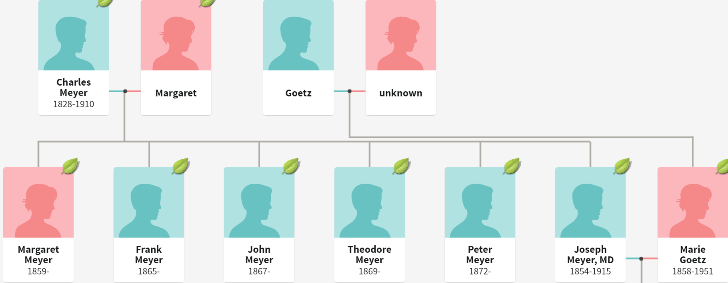 Charles
Meyer
1828-1910
Margaret
Goetz
unknown
Margaret
Meyer
1859-
Frank
Meyer
1865-
John
Meyer
1867-
Theodore
Meyer
1869-
Peter
Meyer
1872-
Joseph
Meyer, MD
1854-1915
Marie
Goetz
1858-1951